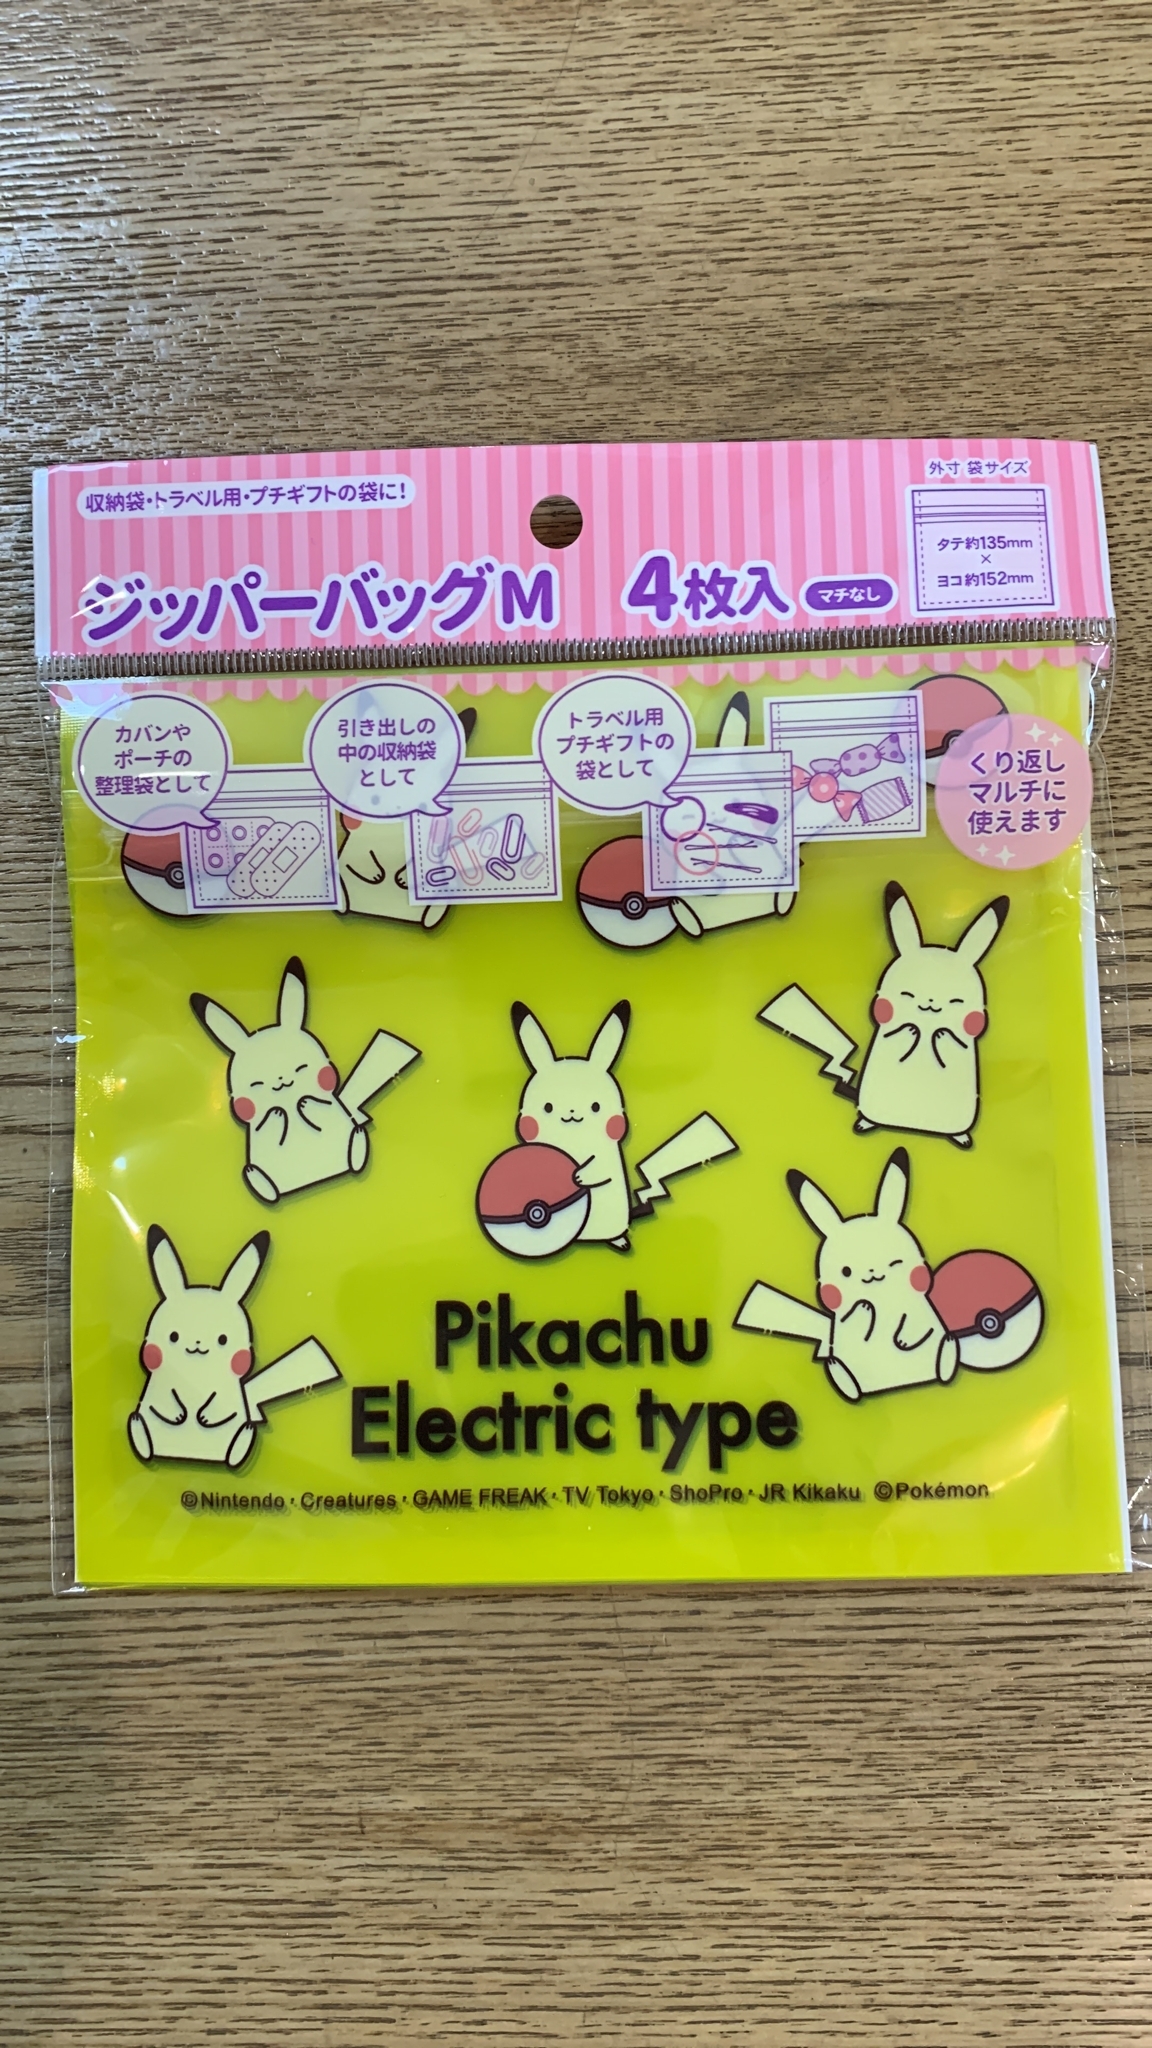 収納袋・トラベル用・プチギフトの袋に!
外寸 袋サイズ
タテ約135mm
×
ヨコ約152mm
ジッパーバッグM 4枚入 マチなし
カバンや
ポーチの
整理袋として
引き出しの
中の収納袋
として
トラベル用
プチギフトの
袋として
くり返し
マルチに
使えます
Pikachu
Electric type
©Nintendo・Creatures・GAME FREAK・TV Tokyo・ShoPro・JR Kikaku ©Pokémon